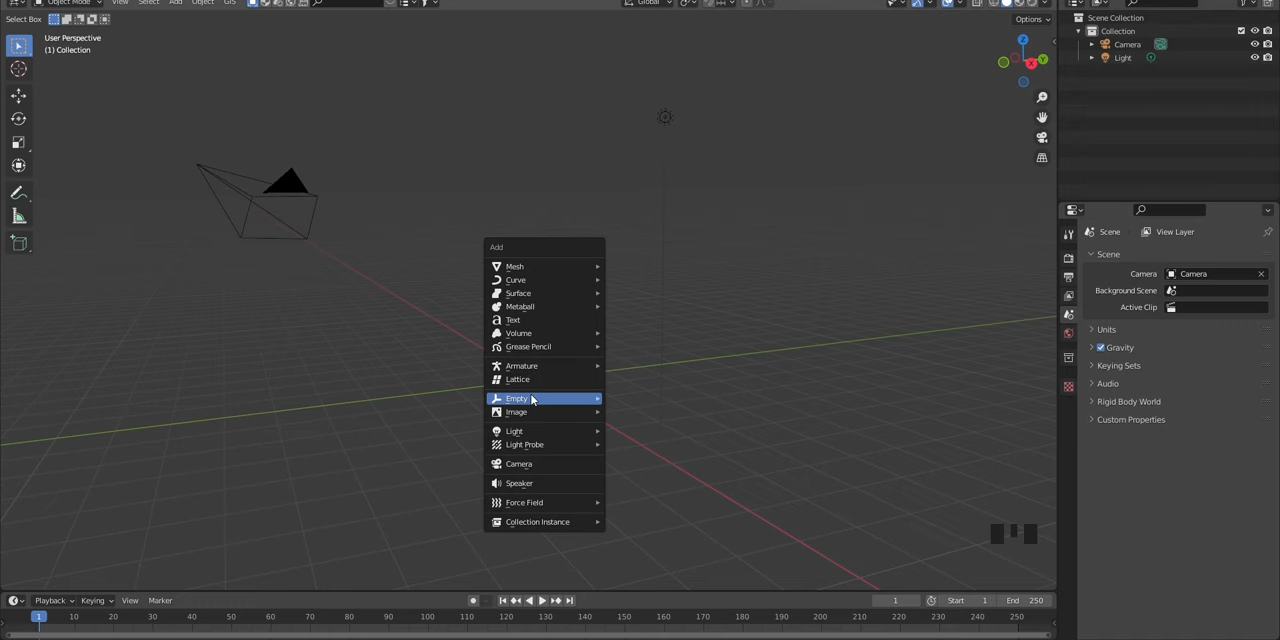 Object Mode View Select Add Object GIS Global
Select Box Options
User Perspective
(1) Collection
Z
Y
X
Add
Mesh
Curve
Surface
Metaball
Text
Volume
Grease Pencil
Armature
Lattice
Empty
Image
Light
Light Probe
Camera
Speaker
Force Field
Collection Instance
Scene Collection
Collection
Camera
Light
Scene View Layer
Scene
Camera Camera
Background Scene
Active Clip
Units
Gravity
Keying Sets
Audio
Rigid Body World
Custom Properties
Playback Keying View Marker 1 Start 1 End 250
1 10 20 30 40 50 60 70 80 90 100 110 120 130 140 150 160 170 180 190 200 210 220 230 240 250